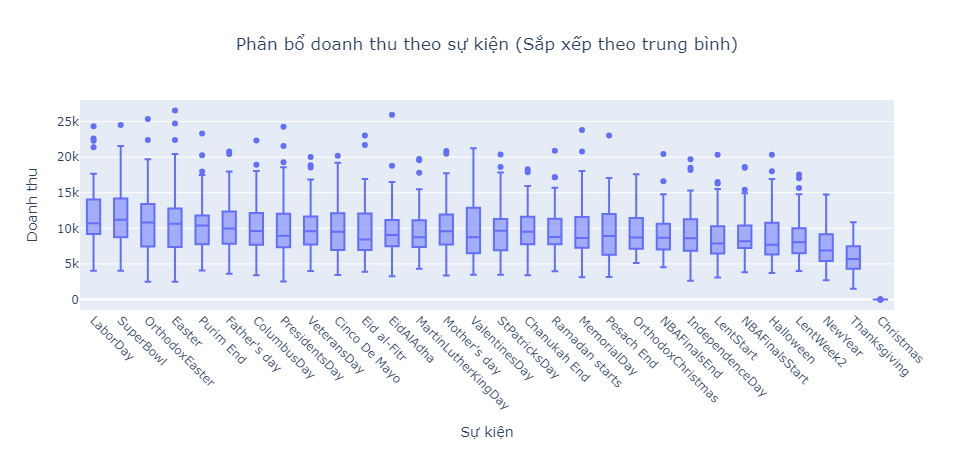 Phân bổ doanh thu theo sự kiện (Sắp xếp theo trung bình)
Doanh thu
25k
20k
15k
10k
5k
0
LaborDay
SuperBowl
OrthodoxEaster
Easter
Purim End
Father's day
ColumbusDay
PresidentsDay
VeteransDay
Cinco De Mayo
Eid al-Fitr
EidAlAdha
MartinLutherKingDay
Mother's day
ValentinesDay
StPatricksDay
Chanukah End
Ramadan starts
MemorialDay
Pesach End
OrthodoxChristmas
NBAFinalsEnd
IndependenceDay
LentStart
NBAFinalsStart
Halloween
LentWeek2
NewYear
Thanksgiving
Christmas
Sự kiện